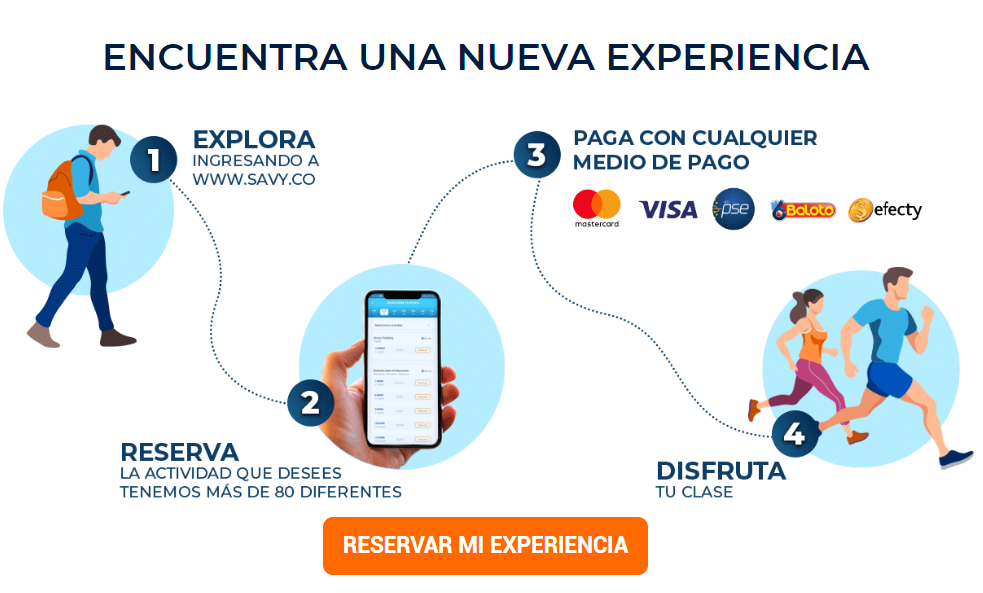 ENCUENTRA UNA NUEVA EXPERIENCIA
1
EXPLORA
INGRESANDO A
WWW.SAVY.CO
2
RESERVA
LA ACTIVIDAD QUE DESEES
TENEMOS MÁS DE 80 DIFERENTES
3
PAGA CON CUALQUIER
MEDIO DE PAGO
mastercard
VISA
pse
Baloto
efecty
4
DISFRUTA
TU CLASE
RESERVAR MI EXPERIENCIA